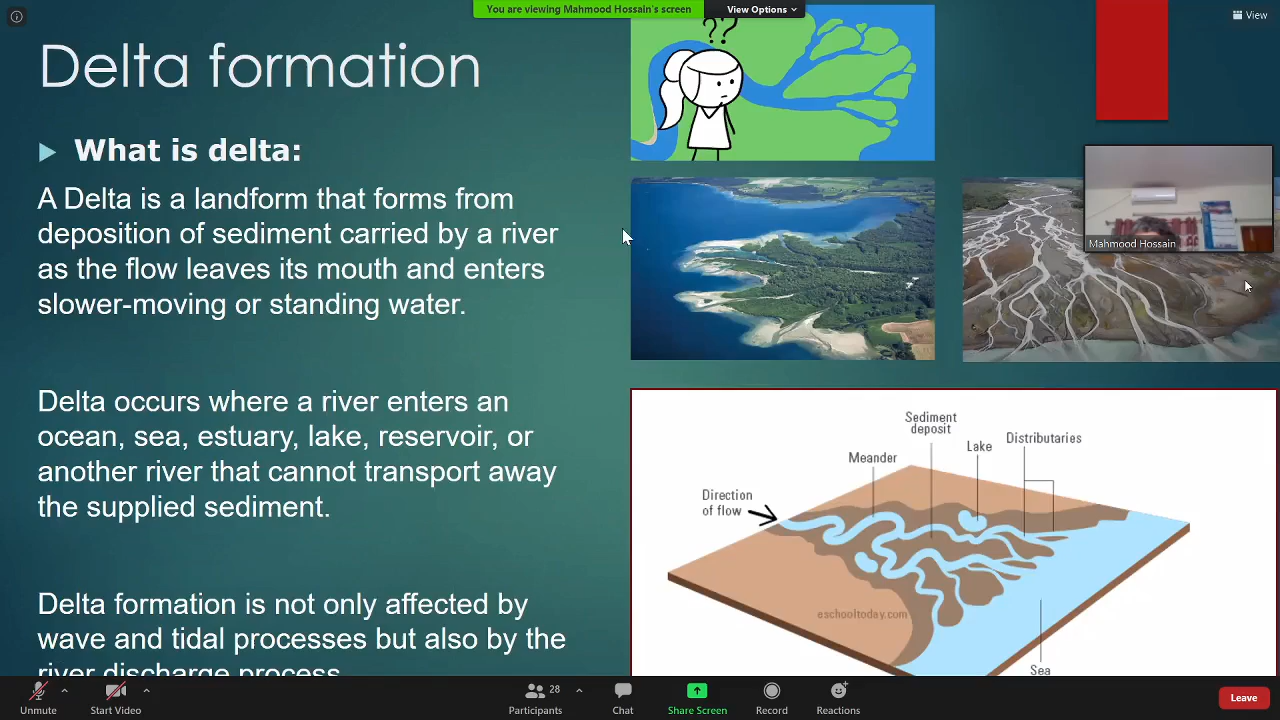 You are viewing Mahmood Hossain's screen
View Options
View
Delta formation
??
What is delta:
A Delta is a landform that forms from
deposition of sediment carried by a river
as the flow leaves its mouth and enters
slower-moving or standing water.
Delta occurs where a river enters an
ocean, sea, estuary, lake, reservoir, or
another river that cannot transport away
the supplied sediment.
Delta formation is not only affected by
wave and tidal processes but also by the
river discharge process
Mahmood Hossain
Sediment
deposit
Lake
Distributaries
Meander
Direction
of flow
eschooltoday.com
Sea
Unmute
Start Video
28
Participants
Chat
Share Screen
Record
Reactions
Leave